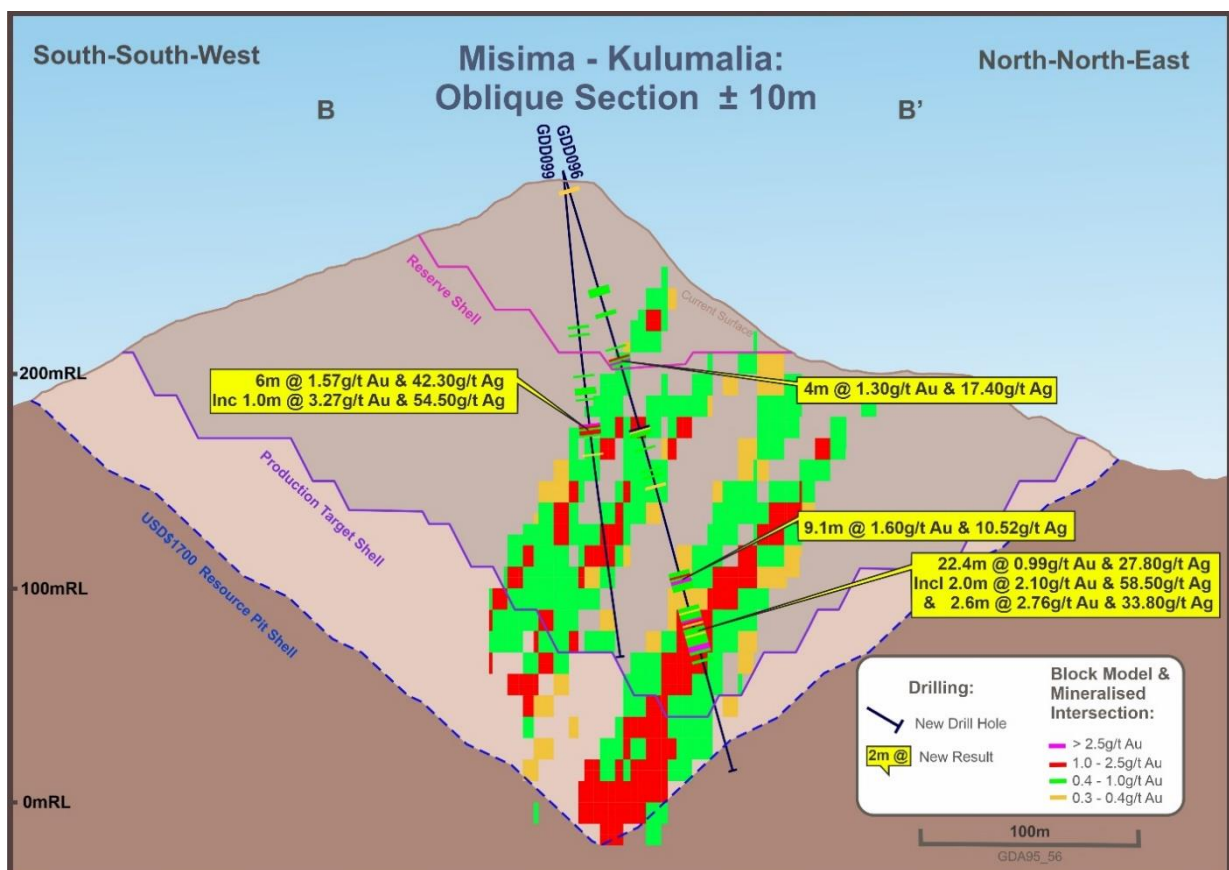 South-South-West
Misima - Kulumalia:
Oblique Section ± 10m
North-North-East
B
B'
GDD099
GDD096
Reserve Shell
Current Surface
200mRL
6m @ 1.57g/t Au & 42.30g/t Ag
Inc 1.0m @ 3.27g/t Au & 54.50g/t Ag
4m @ 1.30g/t Au & 17.40g/t Ag
Production Target Shell
USD$1700 Resource Pit Shell
9.1m @ 1.60g/t Au & 10.52g/t Ag
22.4m @ 0.99g/t Au & 27.80g/t Ag
Incl 2.0m @ 2.10g/t Au & 58.50g/t Ag
& 2.6m @ 2.76g/t Au & 33.80g/t Ag
100mRL
0mRL
Drilling:
New Drill Hole
2m @
New Result
Block Model &
Mineralised
Intersection:
> 2.5g/t Au
1.0 - 2.5g/t Au
0.4 - 1.0g/t Au
0.3 - 0.4g/t Au
100m
GDA95_56